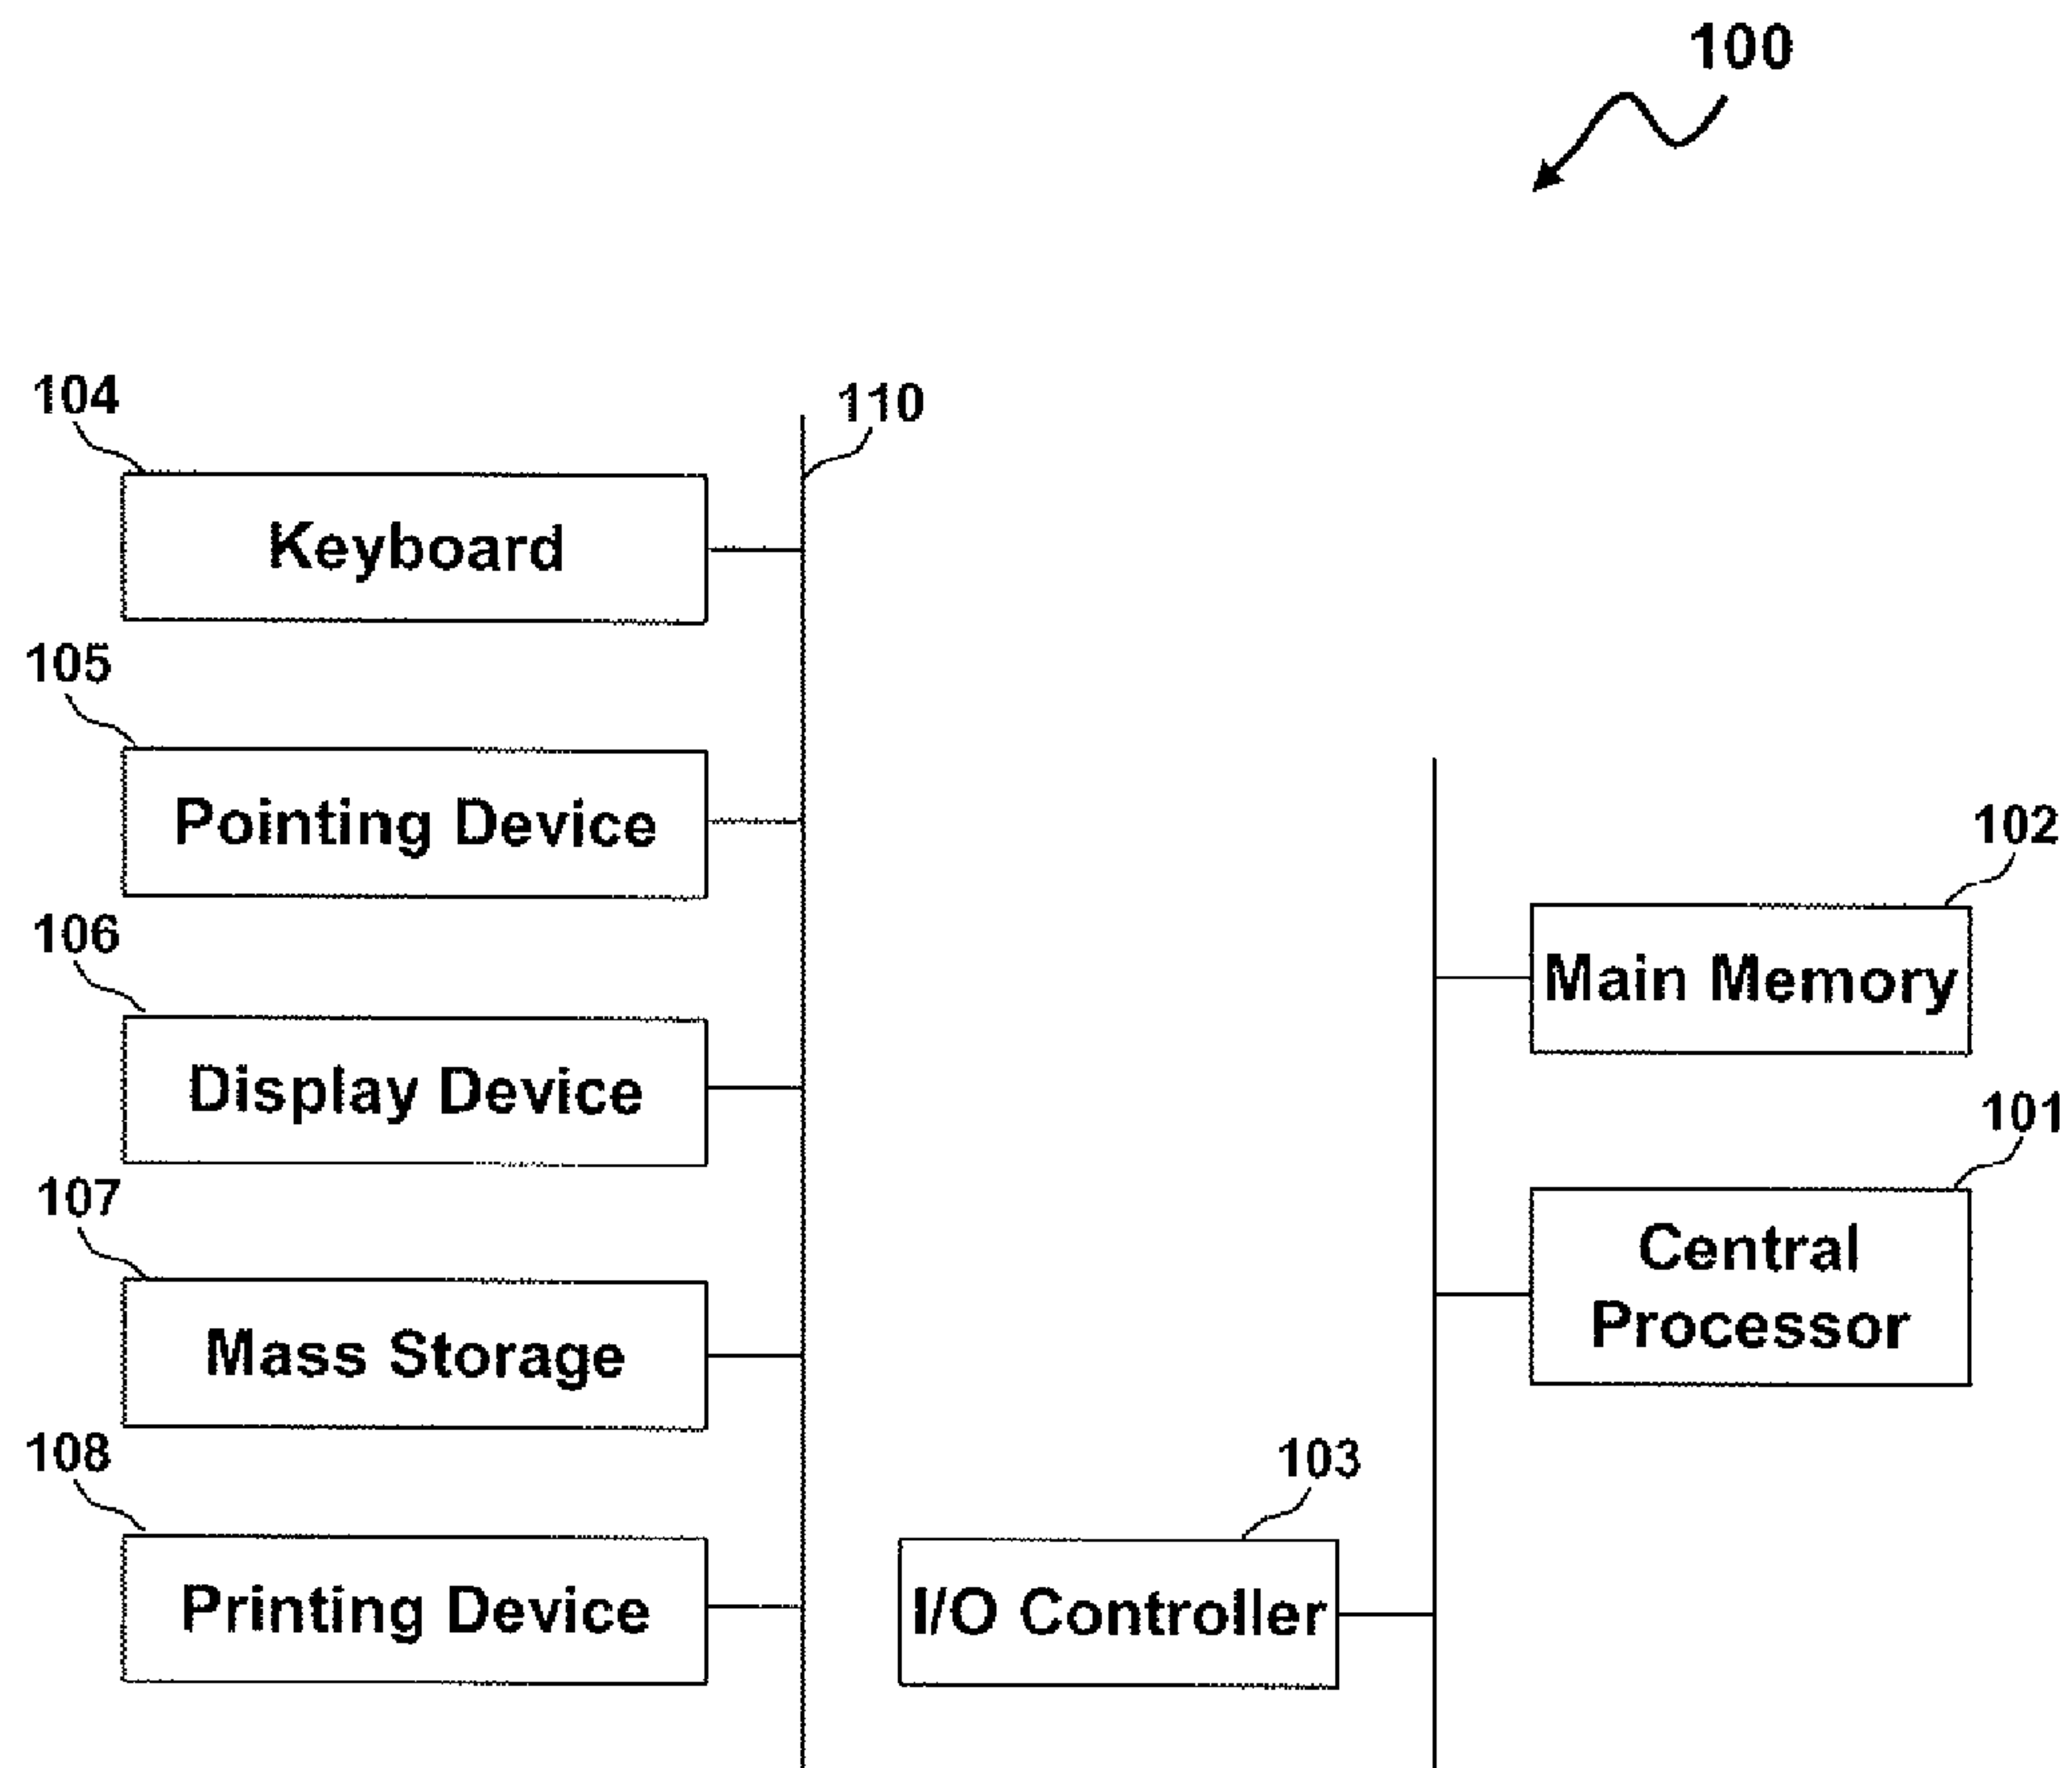 100
104
110
Keyboard
105
Pointing Device
102
106
Main Memory
Display Device
101
107
Central
Processor
Mass Storage
108
103
I/O Controller
Printing Device